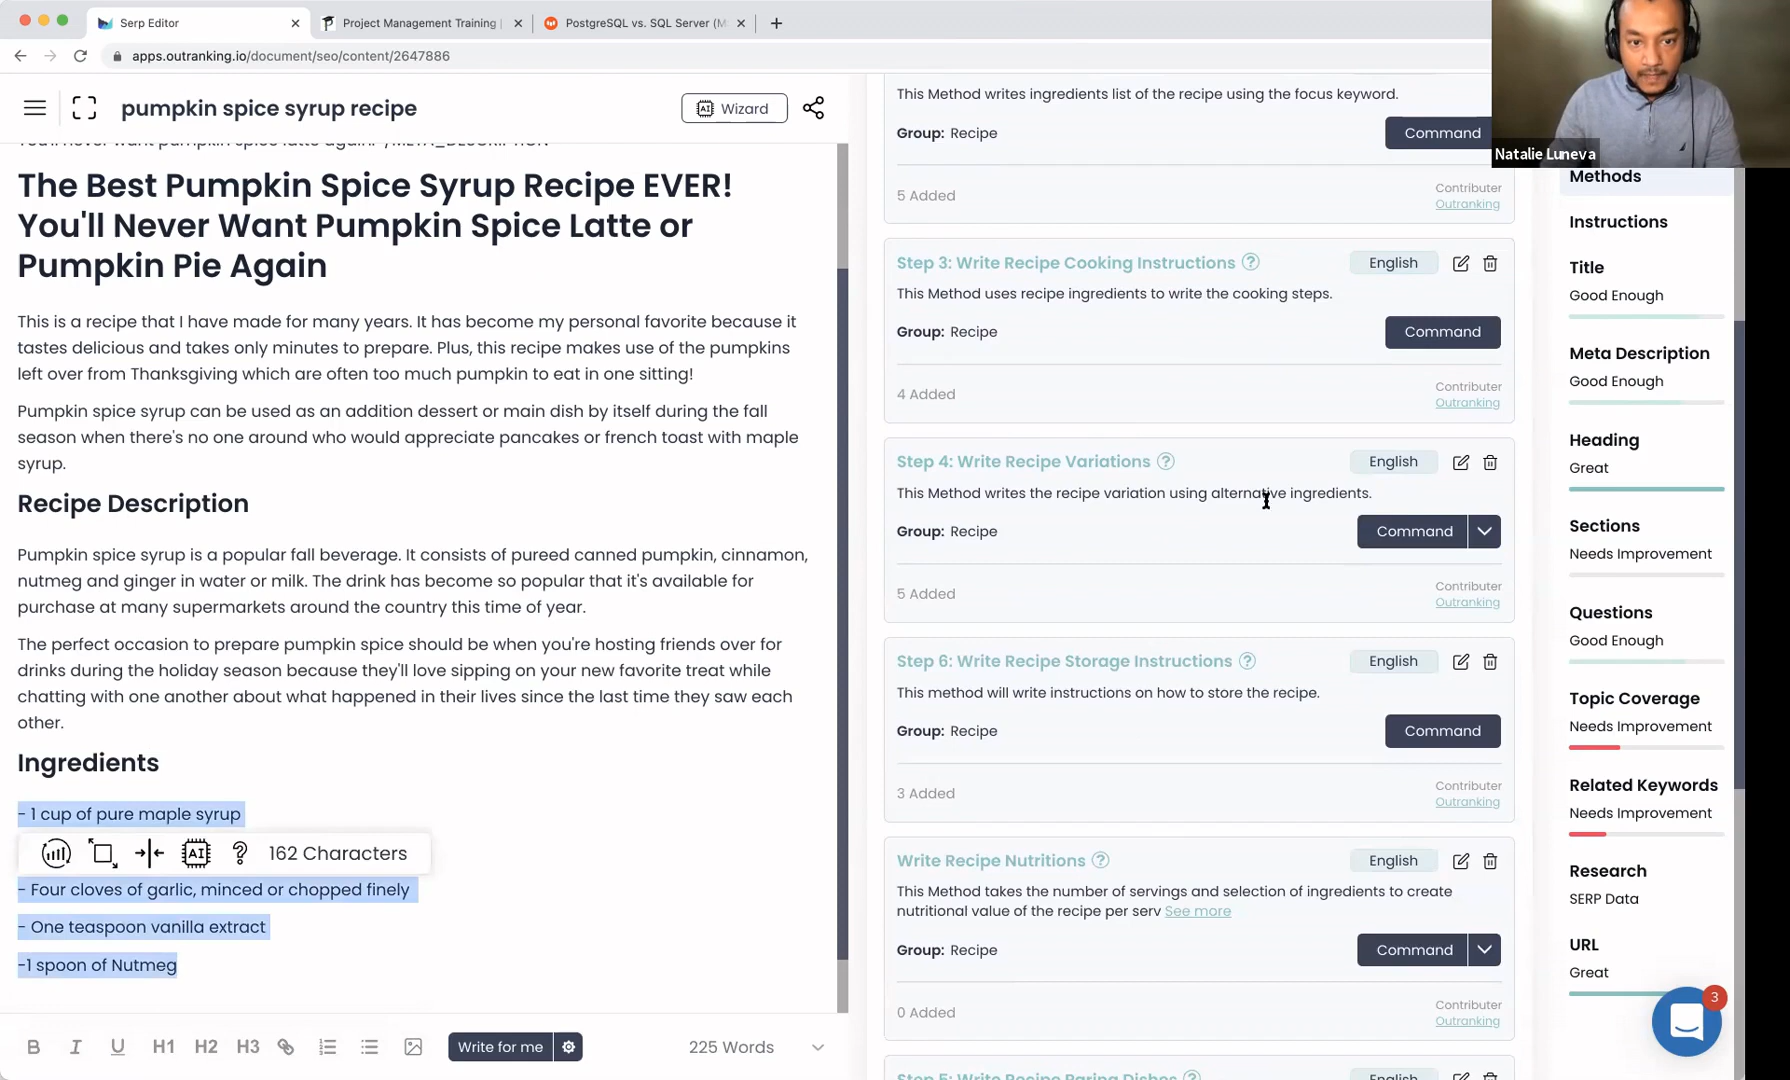 Serp Editor
Project Management Training |
PostgreSQL vs. SQL Server (M
apps.outranking.io/document/seo/content/2647886
pumpkin spice syrup recipe
Wizard
The Best Pumpkin Spice Syrup Recipe EVER!
You'll Never Want Pumpkin Spice Latte or
Pumpkin Pie Again
This is a recipe that I have made for many years. It has become my personal favorite because it
tastes delicious and takes only minutes to prepare. Plus, this recipe makes use of the pumpkins
left over from Thanksgiving which are often too much pumpkin to eat in one sitting!
Pumpkin spice syrup can be used as an addition dessert or main dish by itself during the fall
season when there's no one around who would appreciate pancakes or french toast with maple
syrup.
Recipe Description
Pumpkin spice syrup is a popular fall beverage. It consists of pureed canned pumpkin, cinnamon,
nutmeg and ginger in water or milk. The drink has become so popular that it's available for
purchase at many supermarkets around the country this time of year.
The perfect occasion to prepare pumpkin spice should be when you're hosting friends over for
drinks during the holiday season because they'll love sipping on your new favorite treat while
chatting with one another about what happened in their lives since the last time they saw each
other.
Ingredients
- 1 cup of pure maple syrup
AI ? 162 Characters
- Four cloves of garlic, minced or chopped finely
- One teaspoon vanilla extract
-1 spoon of Nutmeg
B I U H1 H2 H3
Write for me
225 Words
This Method writes ingredients list of the recipe using the focus keyword.
Group: Recipe
Command
5 Added
Contributer
Outranking
Step 3: Write Recipe Cooking Instructions ?
English
This Method uses recipe ingredients to write the cooking steps.
Group: Recipe
Command
4 Added
Contributer
Outranking
Step 4: Write Recipe Variations ?
English
This Method writes the recipe variation using alternative ingredients.
Group: Recipe
Command
5 Added
Contributer
Outranking
Step 6: Write Recipe Storage Instructions ?
English
This method will write instructions on how to store the recipe.
Group: Recipe
Command
3 Added
Contributer
Outranking
Write Recipe Nutritions ?
English
This Method takes the number of servings and selection of ingredients to create
nutritional value of the recipe per serv See more
Group: Recipe
Command
0 Added
Contributer
Outranking
Step 5: Write Recipe Paring Dishes ?
English
Natalie Luneva
Methods
Instructions
Title
Good Enough
Meta Description
Good Enough
Heading
Great
Sections
Needs Improvement
Questions
Good Enough
Topic Coverage
Needs Improvement
Related Keywords
Needs Improvement
Research
SERP Data
URL
Great
3